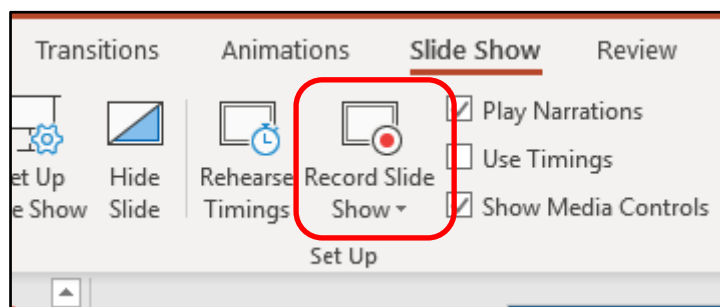 Transitions Animations Slide Show Review
et Up
e Show
Hide
Slide
Rehearse
Timings
Record Slide
Show
Play Narrations
Use Timings
Show Media Controls
Set Up